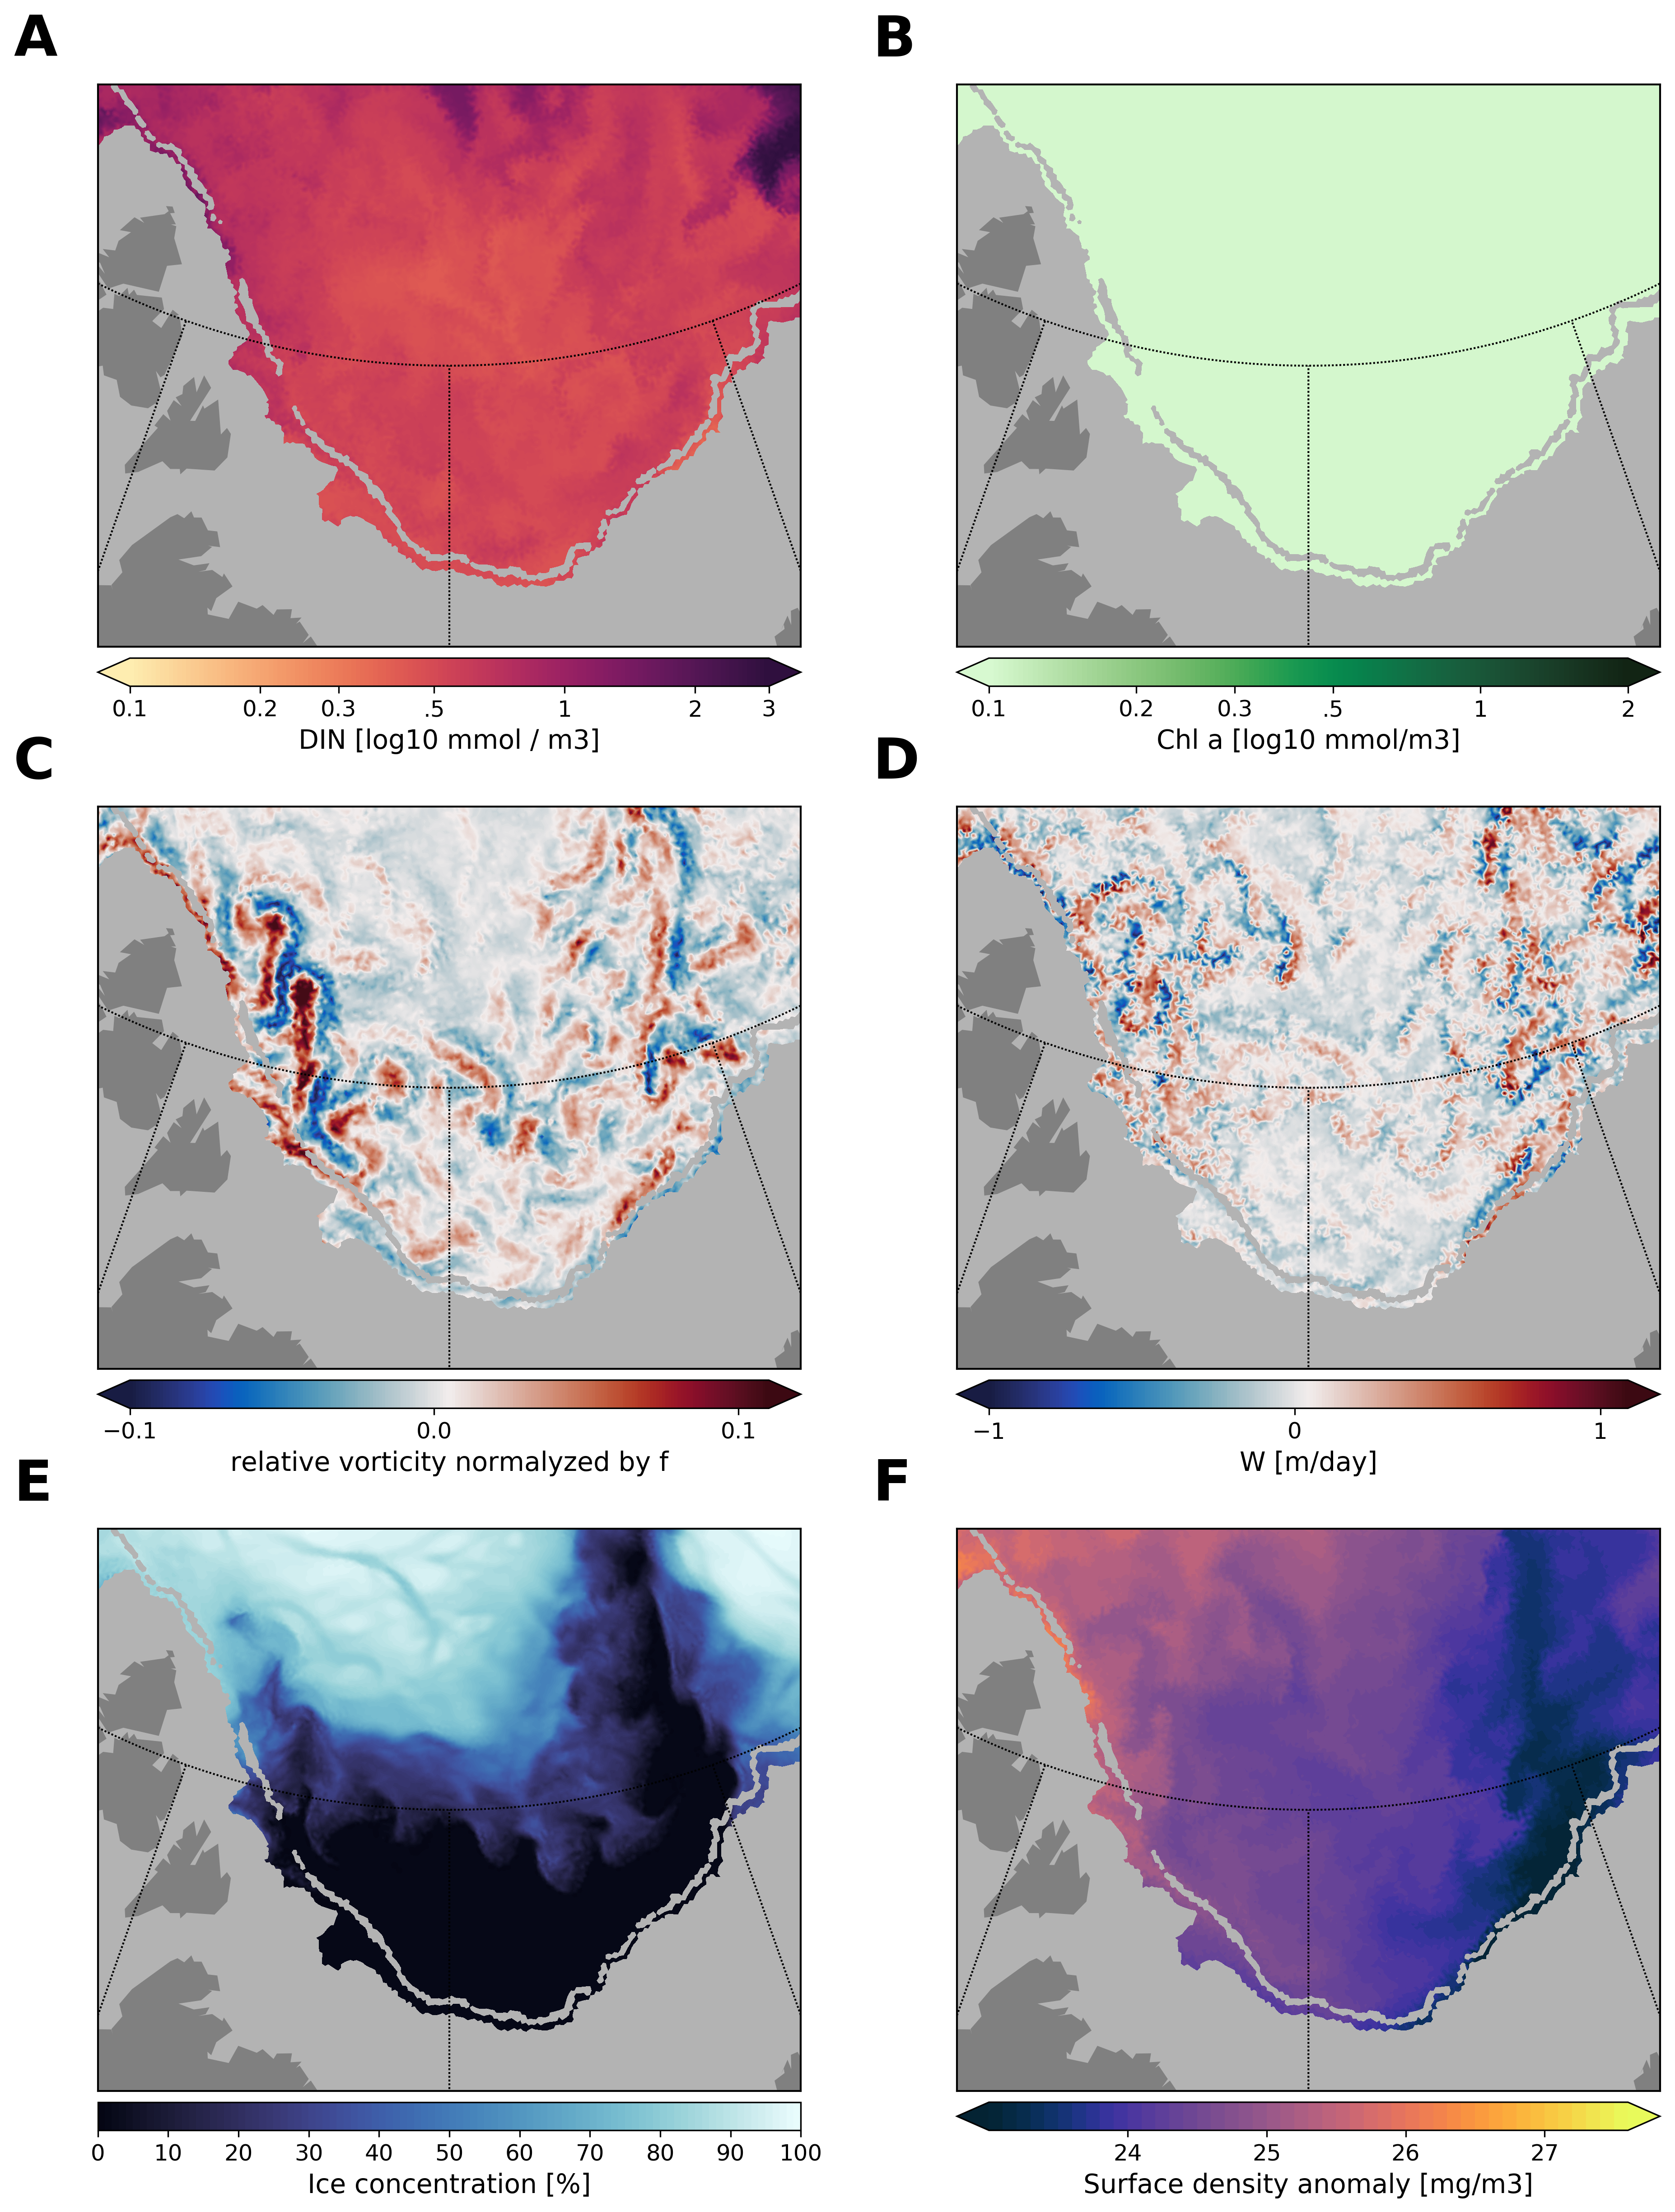 A B
0.1 0.2 0.3 .5 1 2 3
DIN [log10 mmol / m3]
0.1 0.2 0.3 .5 1 2
Chl a [log10 mmol/m3]
C D
−0.1 0.0 0.1
relative vorticity normalyzed by f
−1 0 1
W [m/day]
E F
0 10 20 30 40 50 60 70 80 90 100
Ice concentration [%]
24 25 26 27
Surface density anomaly [mg/m3]